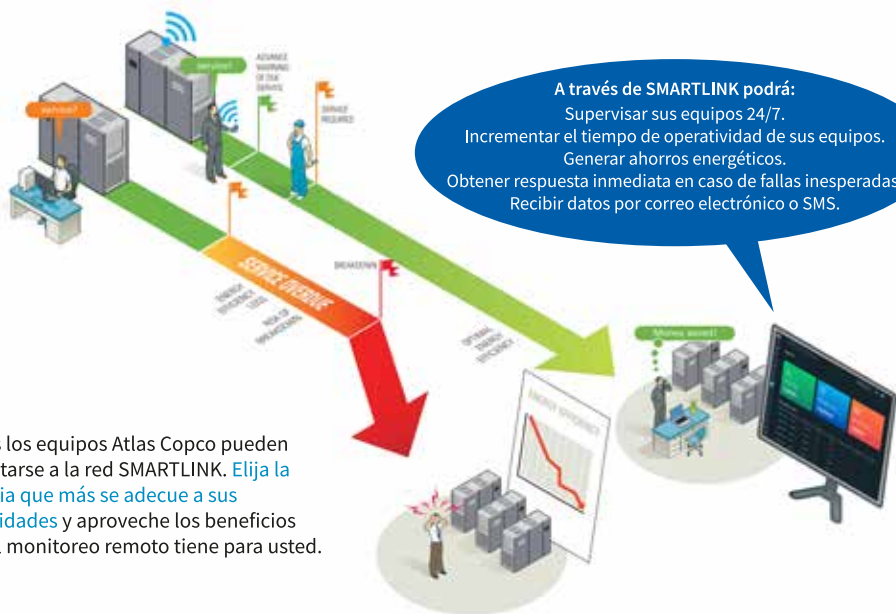 service?
ADVANCE
WARNING
OF DUE
SERVICE
SERVICE
REQUIRED
service?
A través de SMARTLINK podrá:
Supervisar sus equipos 24/7.
Incrementar el tiempo de operatividad de sus equipos.
Generar ahorros energéticos.
Obtener respuesta inmediata en caso de fallas inesperadas
Recibir datos por correo electrónico o SMS.
SERVICE OVERDUE
BREAKDOWN
ENERGY
EFFICIENCY
LOSS
RISK OF
BREAKDOWN
OPTIMAL
ENERGY
EFFICIENCY
Money saved!
ENERGY EFFICIENCY
s los equipos Atlas Copco pueden
tarse a la red SMARTLINK. Elija la
ia que más se adecue a sus
idades y aproveche los beneficios
l monitoreo remoto tiene para usted.